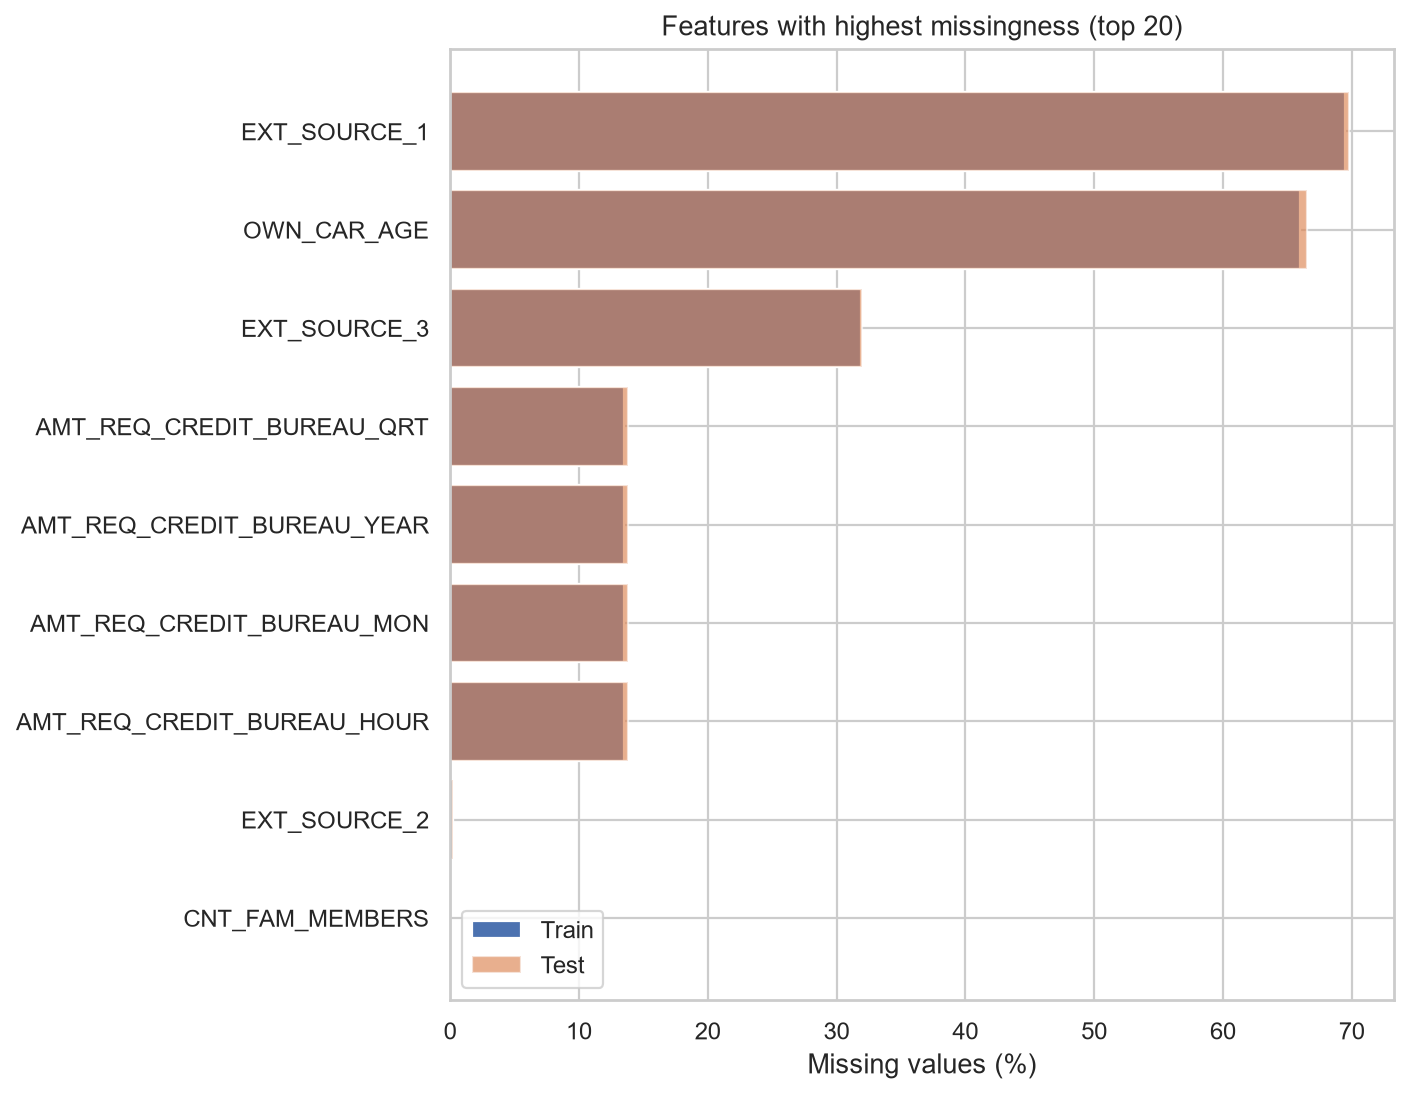 Features with highest missingness (top 20)
EXT_SOURCE_1
OWN_CAR_AGE
EXT_SOURCE_3
AMT_REQ_CREDIT_BUREAU_QRT
AMT_REQ_CREDIT_BUREAU_YEAR
AMT_REQ_CREDIT_BUREAU_MON
AMT_REQ_CREDIT_BUREAU_HOUR
EXT_SOURCE_2
CNT_FAM_MEMBERS
Train
Test
0 10 20 30 40 50 60 70
Missing values (%)